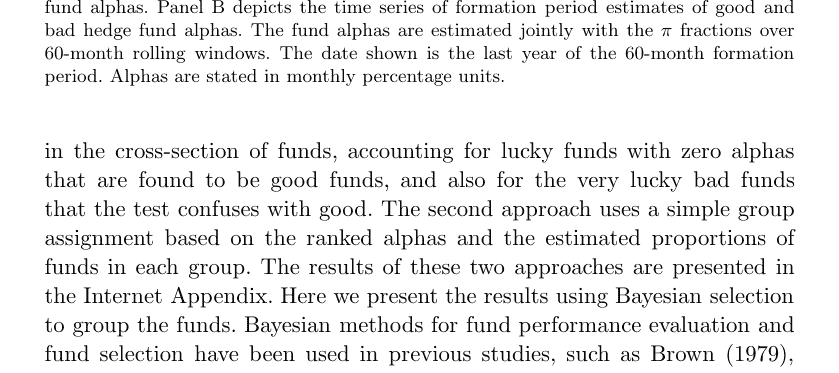 fund alphas. Panel B depicts the time series of formation period estimates of good and
bad hedge fund alphas. The fund alphas are estimated jointly with the π fractions over
60-month rolling windows. The date shown is the last year of the 60-month formation
period. Alphas are stated in monthly percentage units.
in the cross-section of funds, accounting for lucky funds with zero alphas
that are found to be good funds, and also for the very lucky bad funds
that the test confuses with good. The second approach uses a simple group
assignment based on the ranked alphas and the estimated proportions of
funds in each group. The results of these two approaches are presented in
the Internet Appendix. Here we present the results using Bayesian selection
to group the funds. Bayesian methods for fund performance evaluation and
fund selection have been used in previous studies, such as Brown (1979),